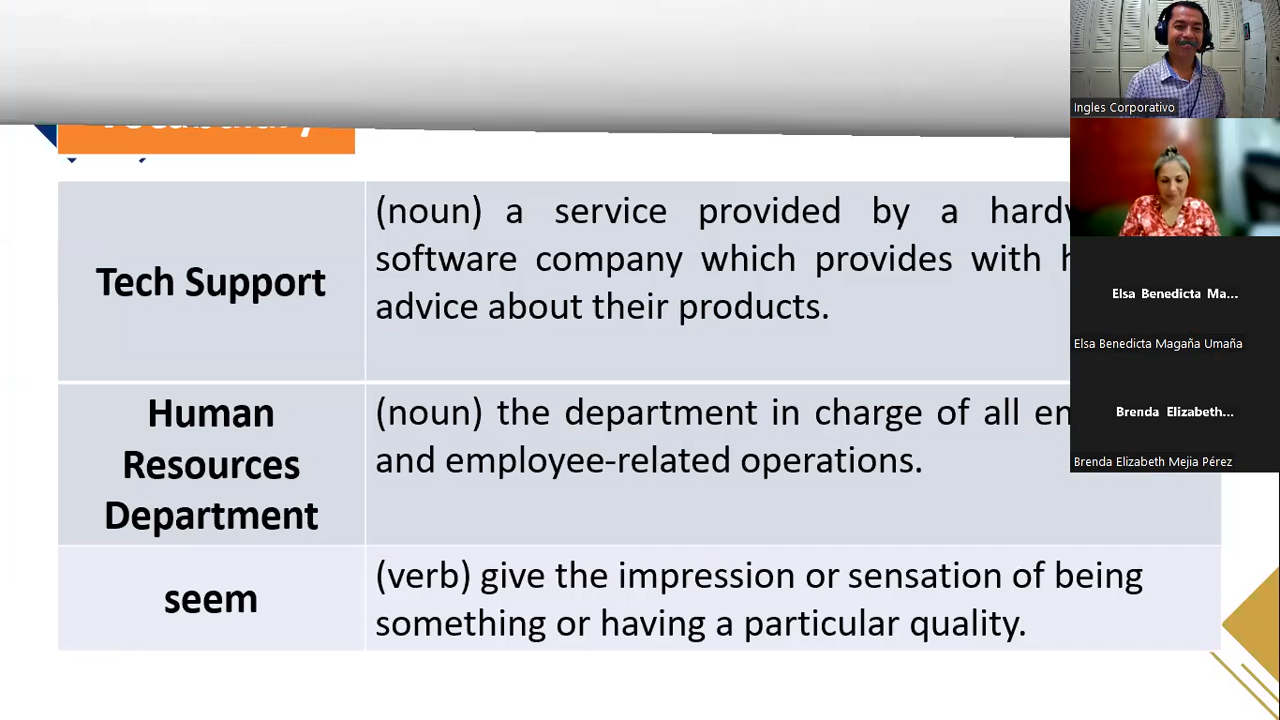 Ingles Corporativo
Tech Support
(noun) a service provided by a
software company which provides with
advice about their products.
Elsa Benedicta Ma...
Elsa Benedicta Magaña Umaña
Human
Resources
Department
(noun) the department in charge of all
and employee-related operations.
Brenda Elizabeth...
Brenda Elizabeth Mejia Pérez
seem
(verb) give the impression or sensation of being
something or having a particular quality.